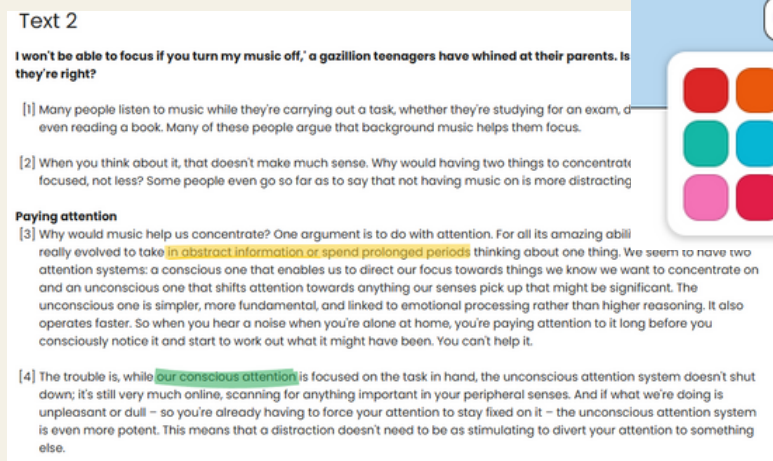 Text 2
I won't be able to focus if you turn my music off,' a gazillion teenagers have whined at their parents. Is
they're right?
[1] Many people listen to music while they're carrying out a task, whether they're studying for an exam, d
even reading a book. Many of these people argue that background music helps them focus.
[2] When you think about it, that doesn't make much sense. Why would having two things to concentrate
focused, not less? Some people even go so far as to say that not having music on is more distracting
Paying attention
[3] Why would music help us concentrate? One argument is to do with attention. For all its amazing abili
really evolved to take in abstract information or spend prolonged periods thinking about one thing. We seem to have two
attention systems: a conscious one that enables us to direct our focus towards things we know we want to concentrate on
and an unconscious one that shifts attention towards anything our senses pick up that might be significant. The
unconscious one is simpler, more fundamental, and linked to emotional processing rather than higher reasoning. It also
operates faster. So when you hear a noise when you're alone at home, you're paying attention to it long before you
consciously notice it and start to work out what it might have been. You can't help it.
[4] The trouble is, while our conscious attention is focused on the task in hand, the unconscious attention system doesn't shut
down; it's still very much online, scanning for anything important in your peripheral senses. And if what we're doing is
unpleasant or dull – so you're already having to force your attention to stay fixed on it – the unconscious attention system
is even more potent. This means that a distraction doesn't need to be as stimulating to divert your attention to something
else.